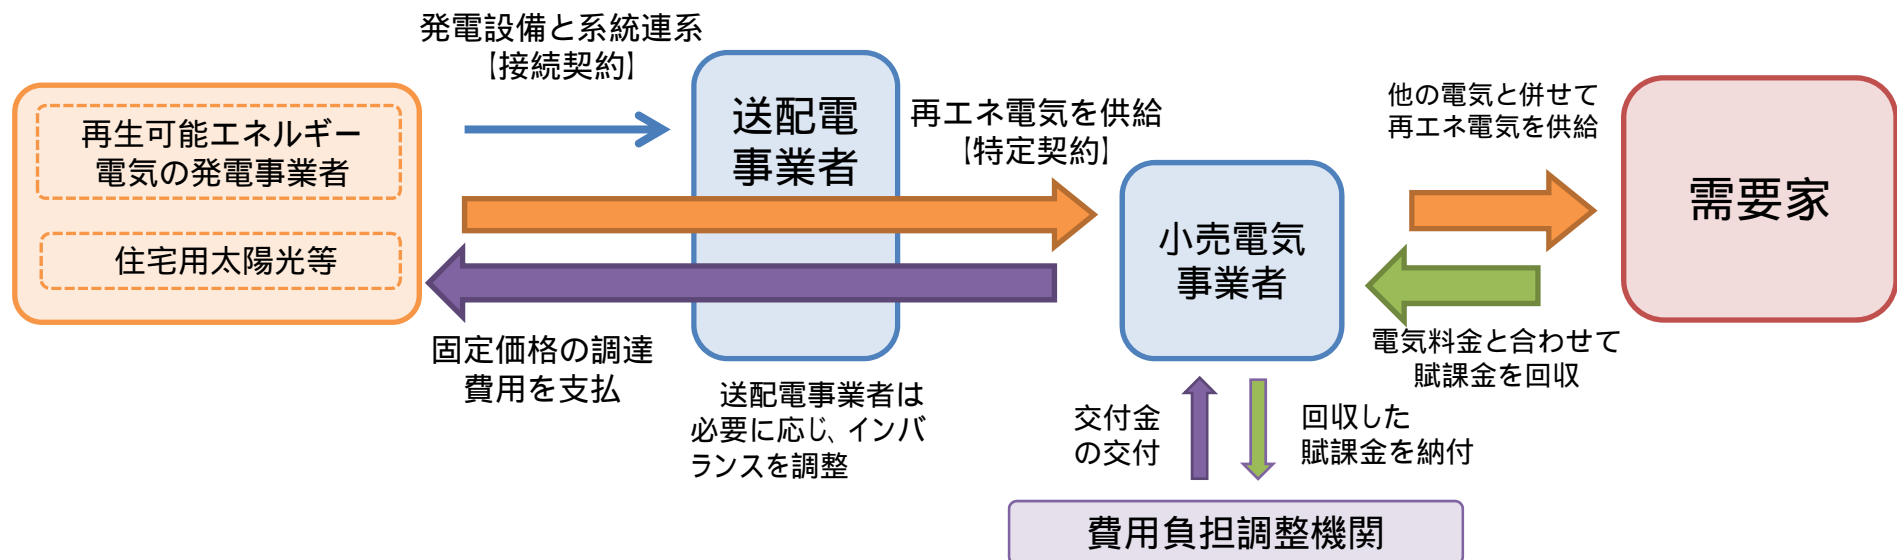 発電設備と系統連系
【接続契約】
再生可能エネルギー
電気の発電事業者
住宅用太陽光等
送配電
事業者
再エネ電気を供給
【特定契約】
他の電気と併せて
再エネ電気を供給
需要家
小売電気
事業者
固定価格の調達
費用を支払
送配電事業者は
必要に応じ、インバ
ランスを調整
電気料金と合わせて
賦課金を回収
交付金
の交付
回収した
賦課金を納付
費用負担調整機関